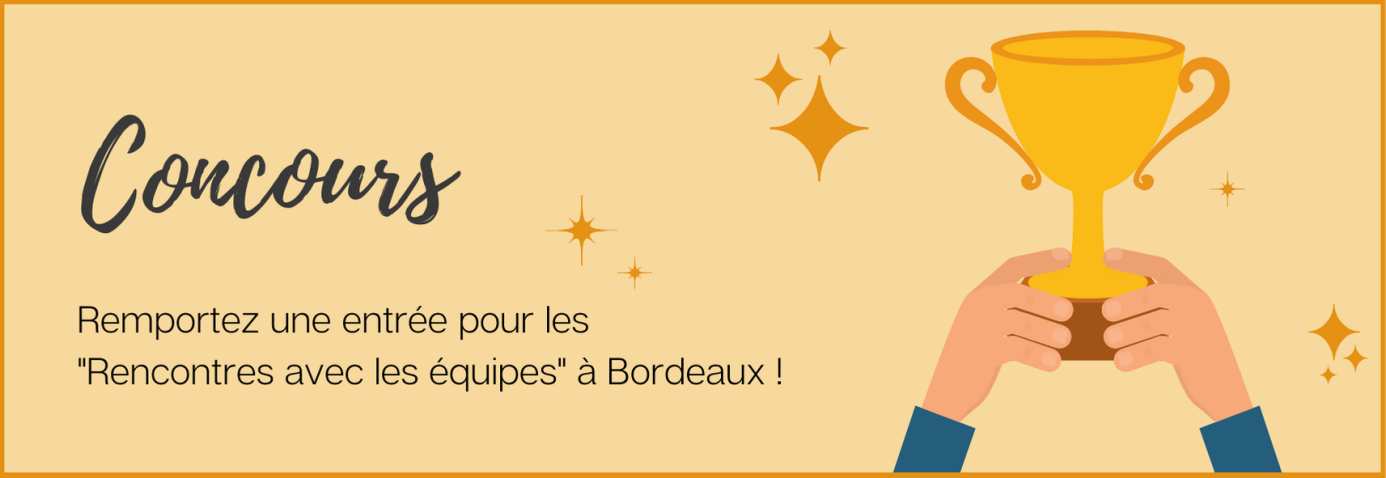 Concours
Remportez une entrée pour les
"Rencontres avec les équipes" à Bordeaux !